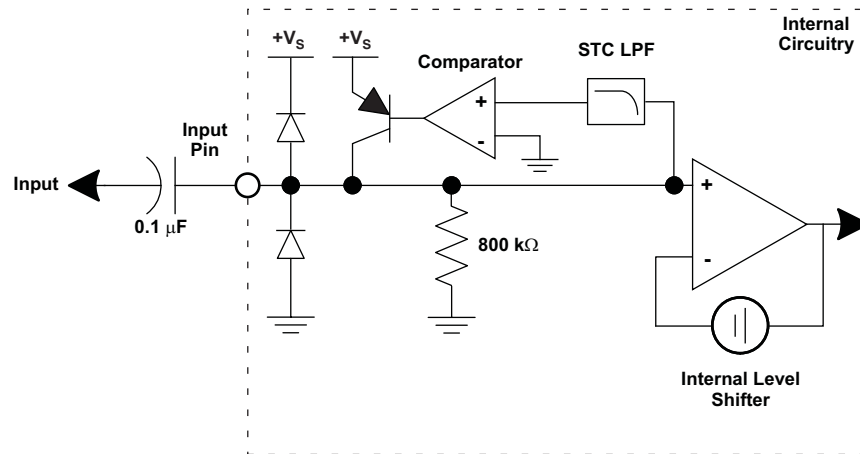 Internal
Circuitry
+VS
+VS
STC LPF
Comparator
+
-
Input
Pin
Input
0.1 μF
800 kΩ
+
-
Internal Level
Shifter